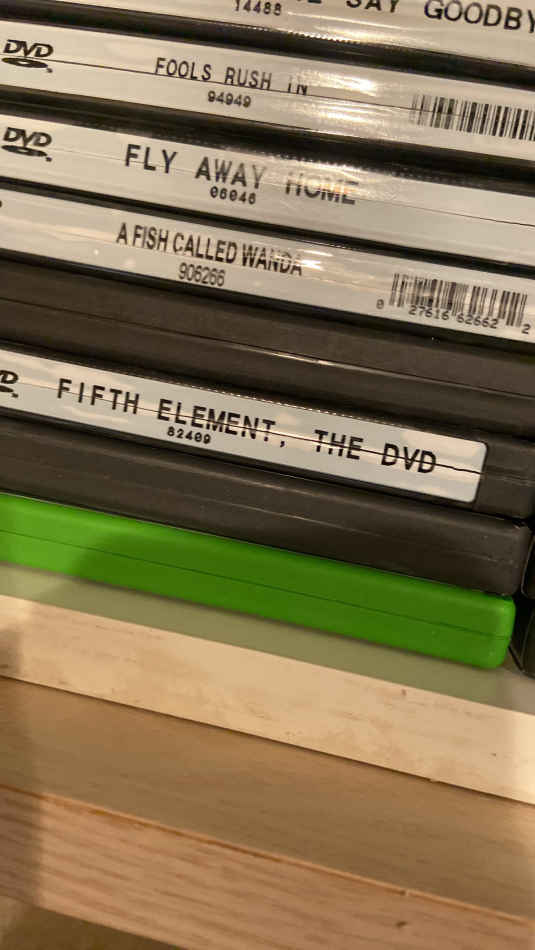 SAY GOODBY
14488
DVD
FOOLS RUSH IN
94949
DVD
FLY AWAY HOME
06046
A FISH CALLED WANDA
906266
0 27616 62662 2
FIFTH ELEMENT, THE DVD
82409